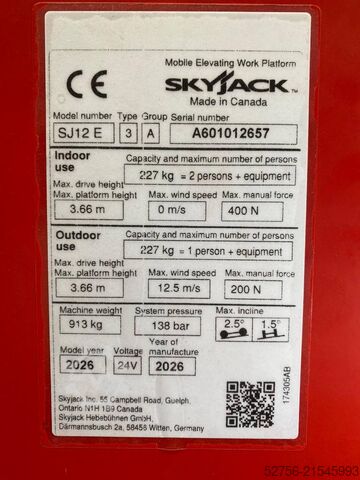 Mobile Elevating Work Platform
CE
SKYJACK™
Made in Canada
Model number Type Group Serial number
SJ12 E 3 A A601012657
Indoor use
Capacity and maximum number of persons
227 kg = 2 persons + equipment
Max. drive height
Max. platform height Max. wind speed Max. manual force
3.66 m 0 m/s 400 N
Outdoor use
Capacity and maximum number of persons
227 kg = 1 person + equipment
Max. drive height
Max. platform height Max. wind speed Max. manual force
3.66 m 12.5 m/s 200 N
Machine weight System pressure Max. incline
913 kg 138 bar 2.5° 1.5°
Model year Voltage Year of manufacture
2026 24V 2026
Skyjack Inc. 55 Campbell Road, Guelph,
Ontario N1H 1B9 Canada
Skyjack Hebebühnen GmbH,
Därmannsbusch 2a, 58456 Witten, Germany
174305AB
52756-21545993